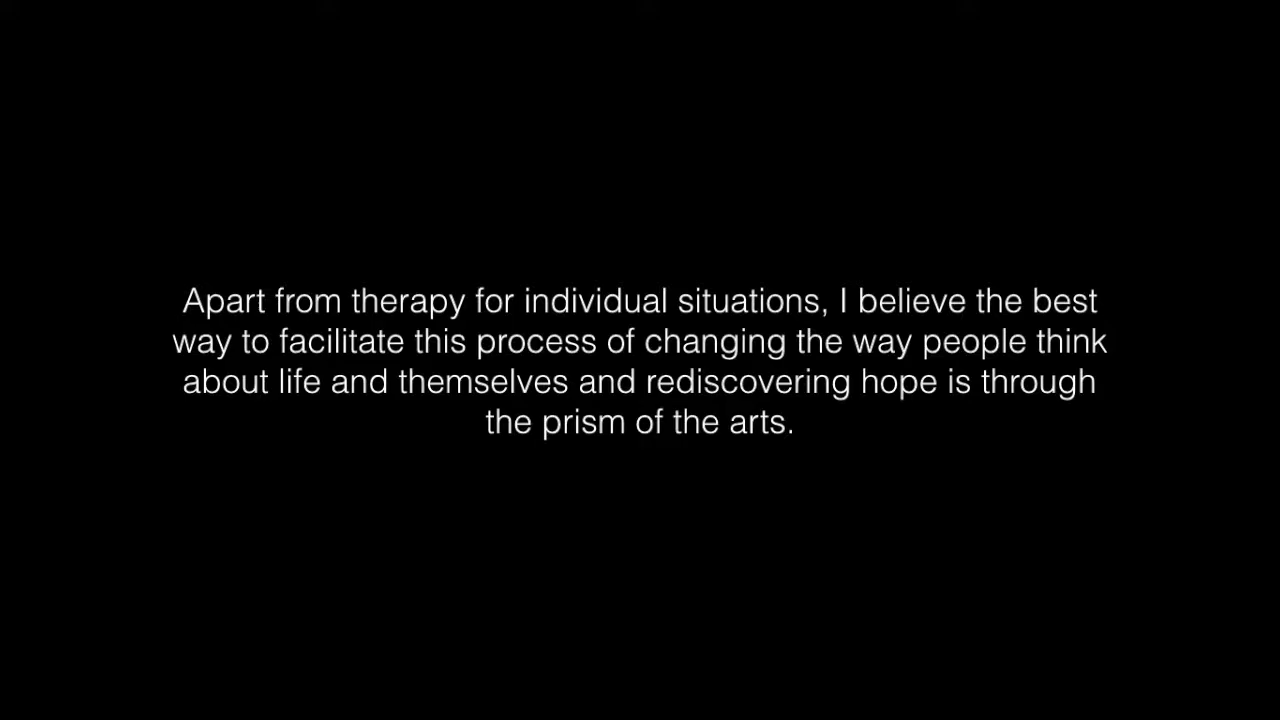 Apart from therapy for individual situations, I believe the best
way to facilitate this process of changing the way people think
about life and themselves and rediscovering hope is through
the prism of the arts.